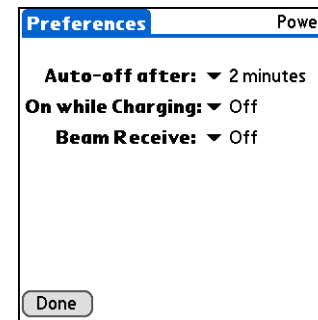 Preferences Powe
Auto-off after: 2 minutes
On while Charging: Off
Beam Receive: Off
Done